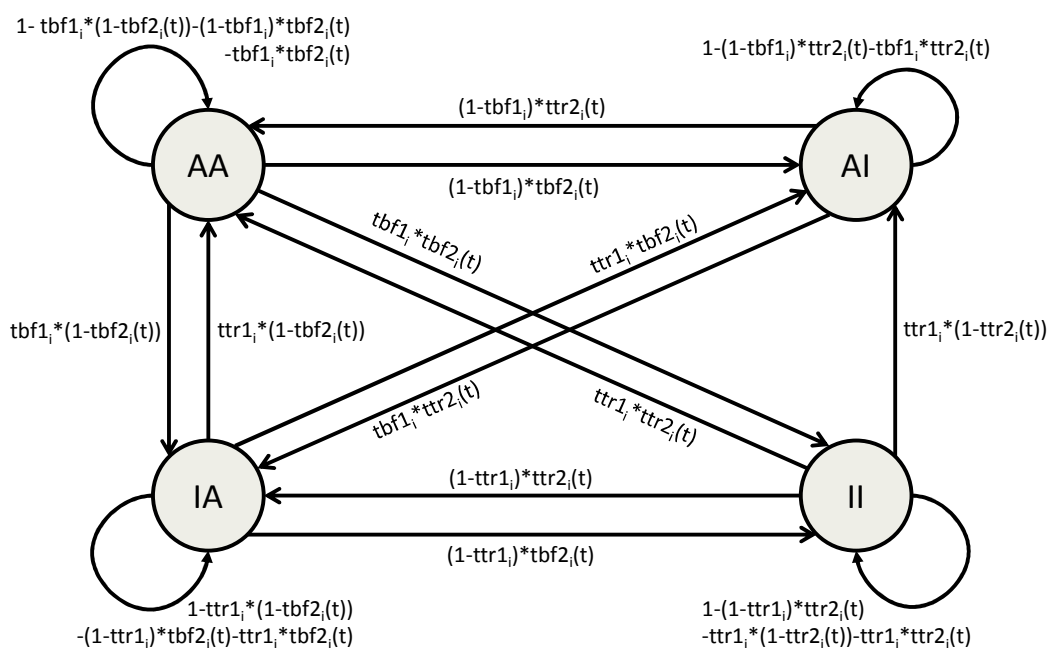 1- tbf1ᵢ*(1-tbf2ᵢ(t))-(1-tbf1ᵢ)*tbf2ᵢ(t)
-tbf1ᵢ*tbf2ᵢ(t)
1-(1-tbf1ᵢ)*ttr2ᵢ(t)-tbf1ᵢ*ttr2ᵢ(t)
(1-tbf1ᵢ)*ttr2ᵢ(t)
AA
AI
(1-tbf1ᵢ)*tbf2ᵢ(t)
tbf1ᵢ*tbf2ᵢ(t)
ttr1ᵢ*tbf2ᵢ(t)
tbf1ᵢ*(1-tbf2ᵢ(t))
ttr1ᵢ*(1-tbf2ᵢ(t))
ttr1ᵢ*(1-ttr2ᵢ(t))
tbf1ᵢ*ttr2ᵢ(t)
ttr1ᵢ*ttr2ᵢ(t)
(1-ttr1ᵢ)*ttr2ᵢ(t)
IA
II
(1-ttr1ᵢ)*tbf2ᵢ(t)
1-ttr1ᵢ*(1-tbf2ᵢ(t))
-(1-ttr1ᵢ)*tbf2ᵢ(t)-ttr1ᵢ*tbf2ᵢ(t)
1-(1-ttr1ᵢ)*ttr2ᵢ(t)
-ttr1ᵢ*(1-ttr2ᵢ(t))-ttr1ᵢ*ttr2ᵢ(t)